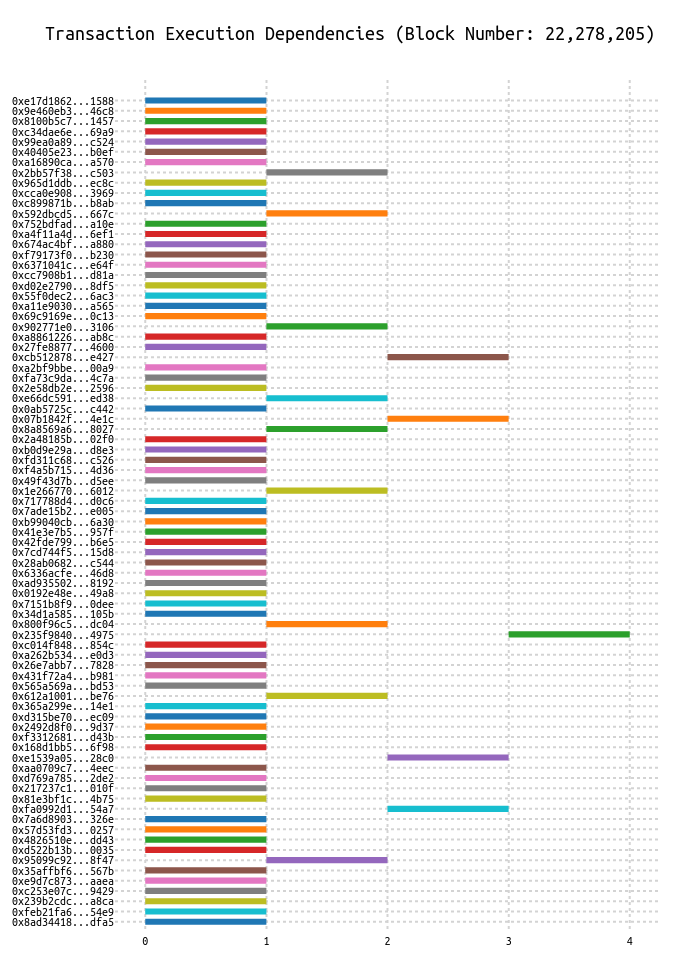 Transaction Execution Dependencies (Block Number: 22,278,205)
0xe17d1862...1588
0x9e460eb3...46c8
0x8100b5c7...1457
0xc34dae6e...69a9
0x99ea0a89...c524
0x40405e23...b0ef
0xa16890ca...a570
0x2bb57f38...c503
0x965d1ddb...ec8c
0xcca0e908...3969
0xc899871b...b8ab
0x592dbcd5...667c
0x752bdfad...a10e
0xa4f11a4d...6ef1
0x674ac4bf...a880
0xf79173f0...b230
0x6371041c...e64f
0xcc7908b1...d81a
0xd02e2790...8df5
0x55f0dec2...6ac3
0xa11e9030...a565
0x69c9169e...0c13
0x902771e0...3106
0xa8861226...ab8c
0x27fe8877...4600
0xcb512878...e427
0xa2bf9bbe...00a9
0xfa73c9da...4c7a
0x2e58db2e...2596
0xe66dc591...ed38
0x0ab5725c...c442
0x07b1842f...4e1c
0x8a8569a6...8027
0x2a48185b...02f0
0xb0d9e29a...d8e3
0xfd311c68...c526
0xf4a5b715...4d36
0x49f43d7b...d5ee
0x1e266770...6012
0x717788d4...d0c6
0x7ade15b2...e005
0xb99040cb...6a30
0x41e3e7b5...957f
0x42fde799...b6e5
0x7cd744f5...15d8
0x28ab0682...c544
0x6336acfe...46d8
0xad935502...8192
0x0192e48e...49a8
0x7151b8f9...0dee
0x34d1a585...105b
0x800f96c5...dc04
0x235f9840...4975
0xc014f848...854c
0xa262b534...e0d3
0x26e7abb7...7828
0x431f72a4...b981
0x565a569a...bd53
0x612a1001...be76
0x365a299e...14e1
0xd315be70...ec09
0x2492d8f0...9d37
0xf3312681...d43b
0x168d1bb5...6f98
0xe1539a05...28c0
0xaa0709c7...4eec
0xd769a785...2de2
0x217237c1...010f
0x81e3bf1c...4b75
0xfa0992d1...54a7
0x7a6d8903...326e
0x57d53fd3...0257
0x4826510e...dd43
0xd522b13b...0035
0x95099c92...8f47
0x35affbf6...567b
0xe9d7c873...aaea
0xc253e07c...9429
0x239b2cdc...a8ca
0xfeb21fa6...54e9
0x8ad34418...dfa5
0 1 2 3 4